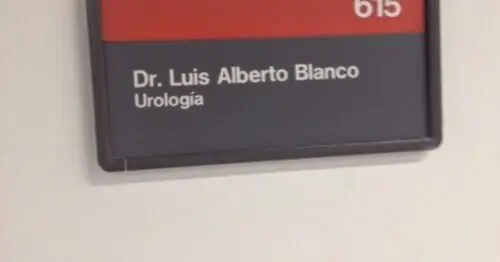 615
Dr. Luis Alberto Blanco
Urología